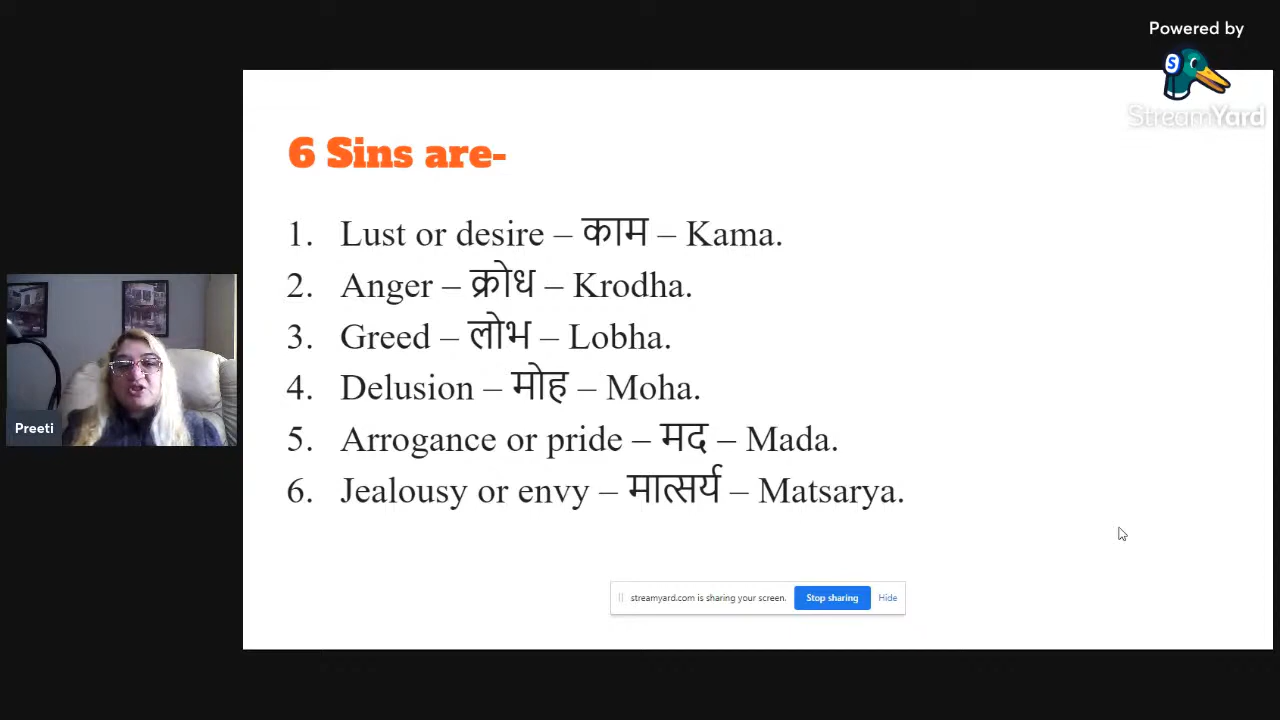 Powered by
StreamYard
6 Sins are-
1. Lust or desire – काम – Kama.
2. Anger – क्रोध – Krodha.
3. Greed – लोभ – Lobha.
4. Delusion – मोह – Moha.
5. Arrogance or pride – मद – Mada.
6. Jealousy or envy – मात्सर्य – Matsarya.
Preeti
streamyard.com is sharing your screen. Stop sharing Hide